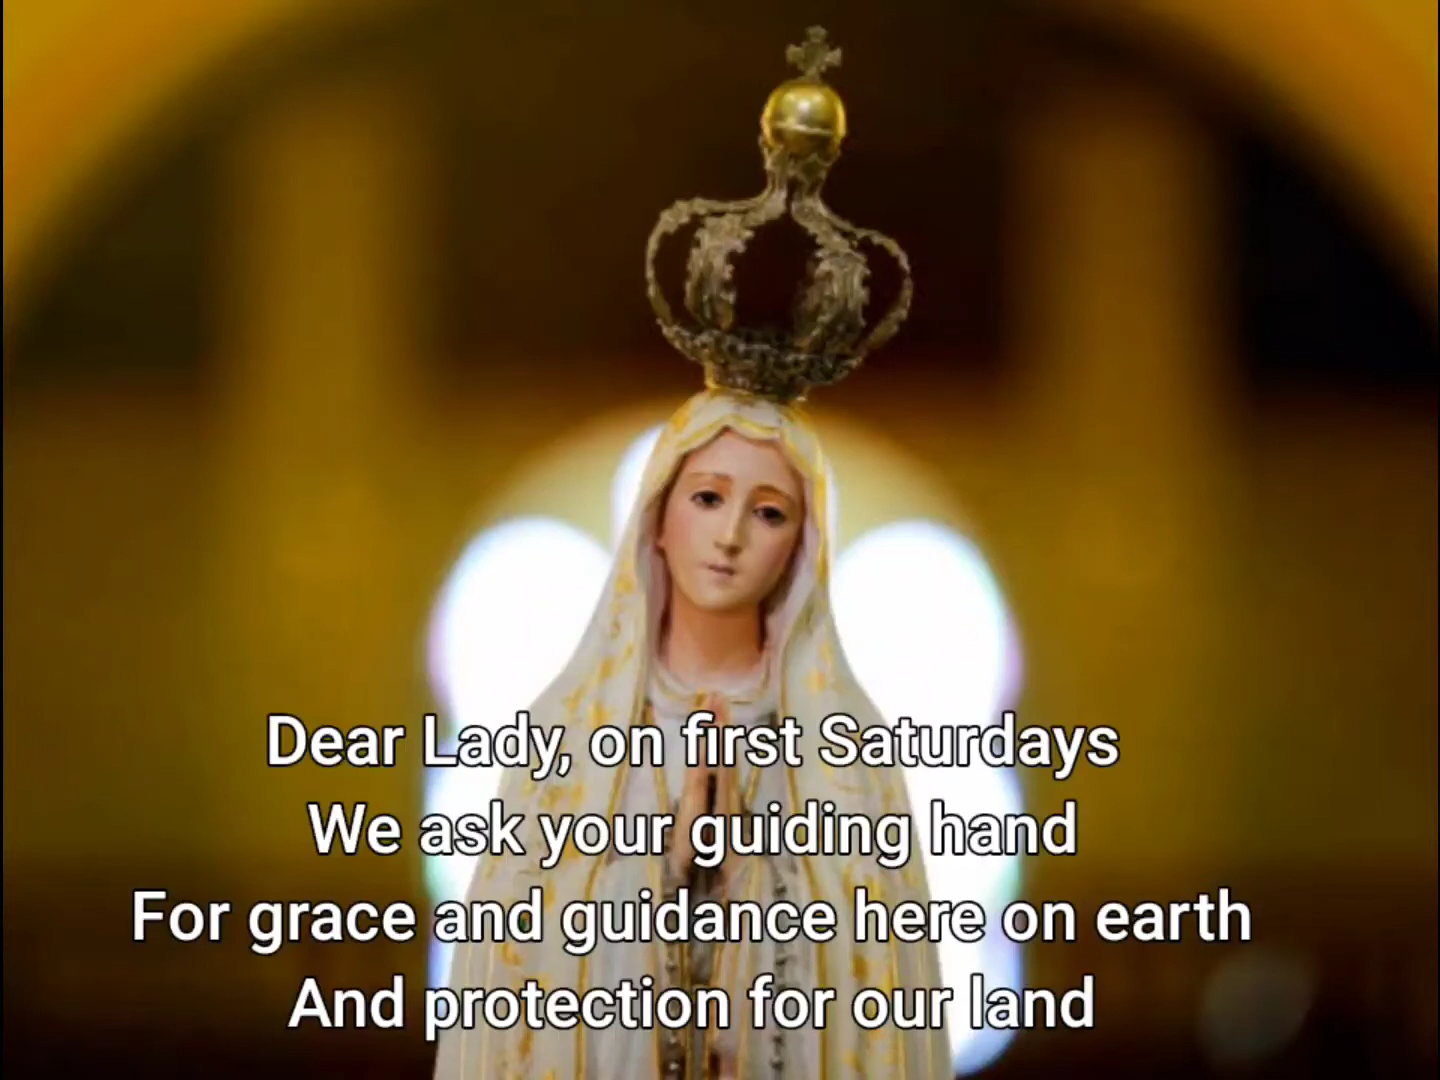 Dear Lady, on first Saturdays
We ask your guiding hand
For grace and guidance here on earth
And protection for our land